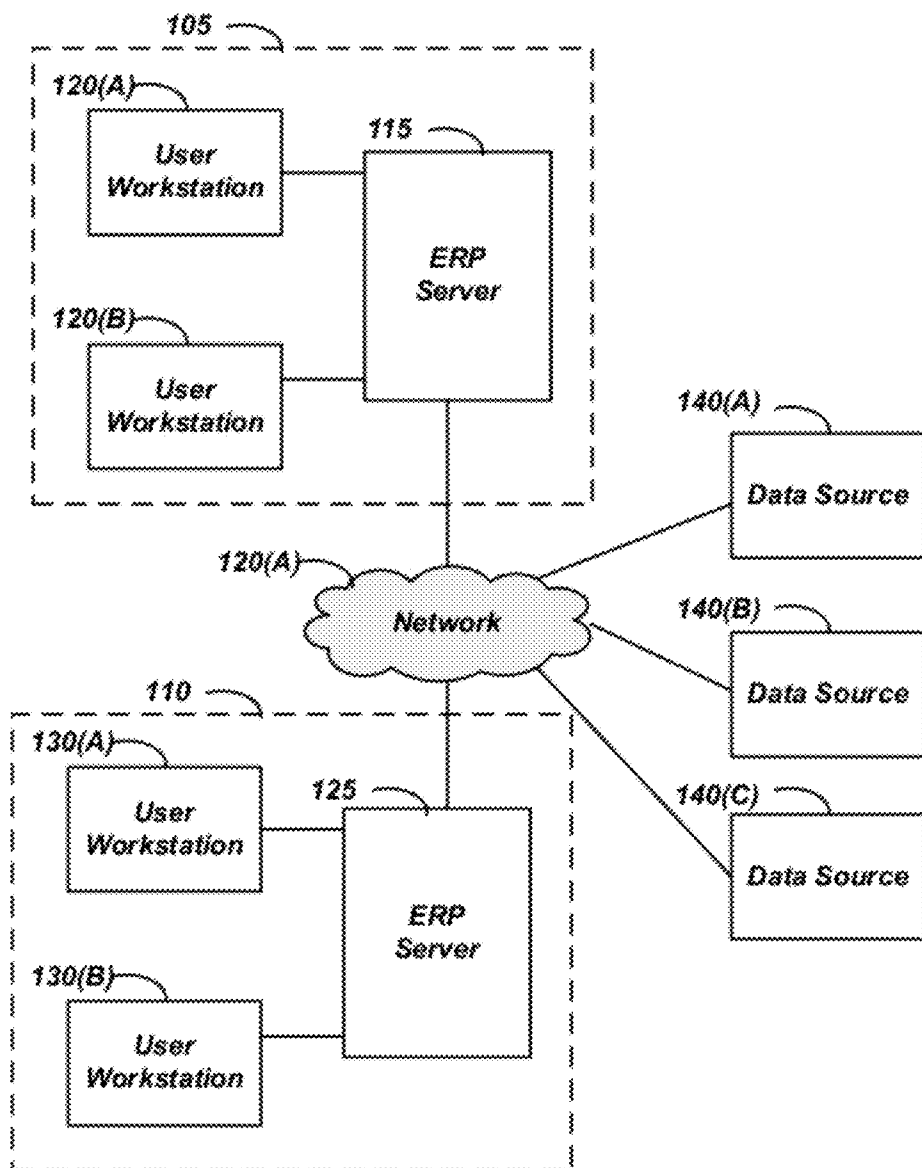 105
120(A)
User
Workstation
115
ERP
Server
120(B)
User
Workstation
140(A)
Data Source
120(A)
Network
140(B)
Data Source
110
130(A)
User
Workstation
125
ERP
Server
140(C)
Data Source
130(B)
User
Workstation